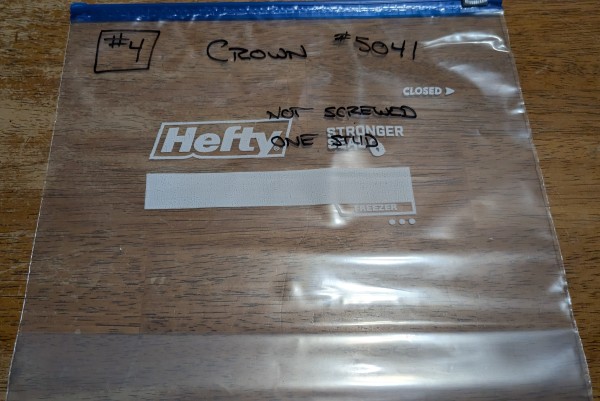 #4
CROWN #5041
CLOSED
NOT SCREWED
Hefty
STRONGER
ONE STUD
FREEZER